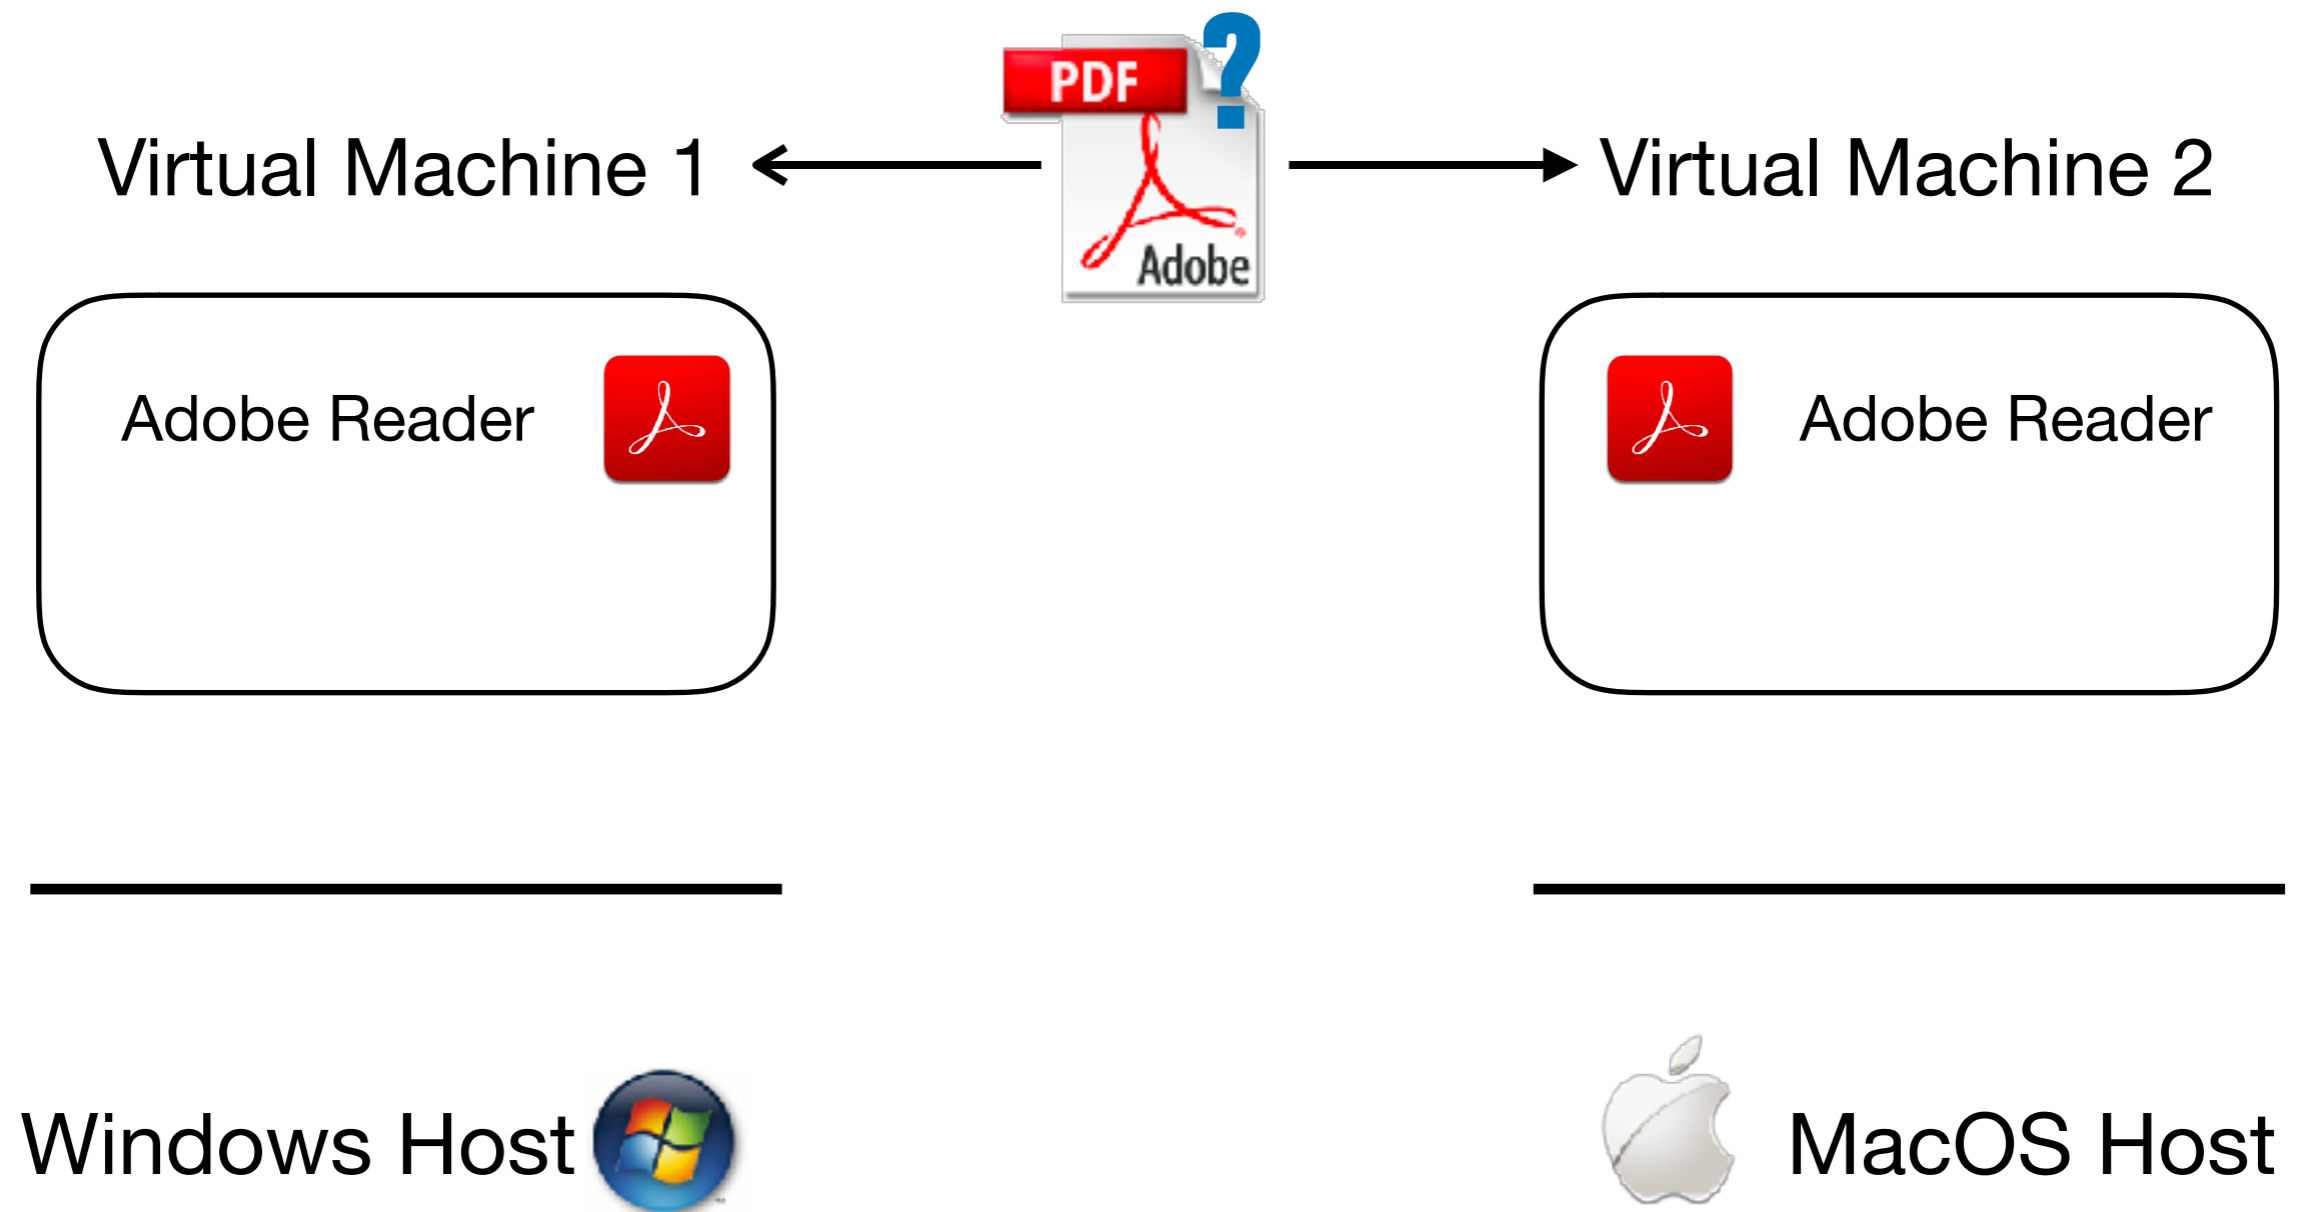 ?
PDF
Virtual Machine 1
Virtual Machine 2
Adobe
Adobe Reader
Adobe Reader
Windows Host
MacOS Host